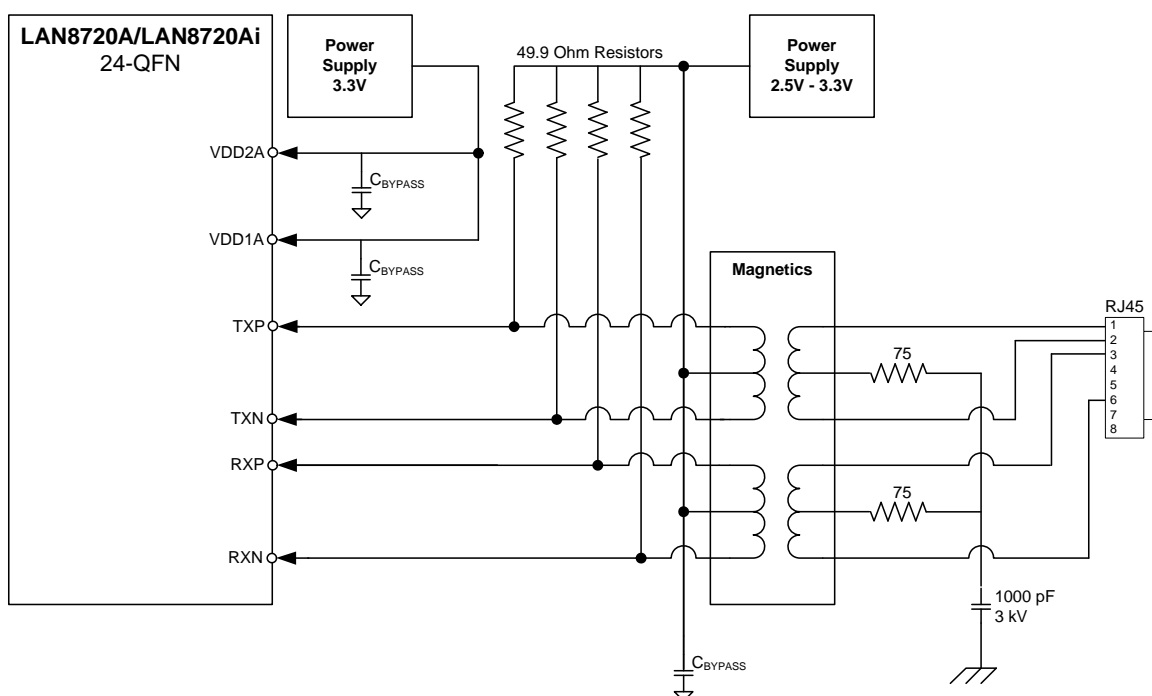 LAN8720A/LAN8720Ai
24-QFN
Power
Supply
3.3V
49.9 Ohm Resistors
Power
Supply
2.5V - 3.3V
VDD2A
CBYPASS
VDD1A
CBYPASS
Magnetics
RJ45
TXP
1
2
3
4
5
6
7
8
75
TXN
RXP
75
RXN
1000 pF
3 kV
CBYPASS